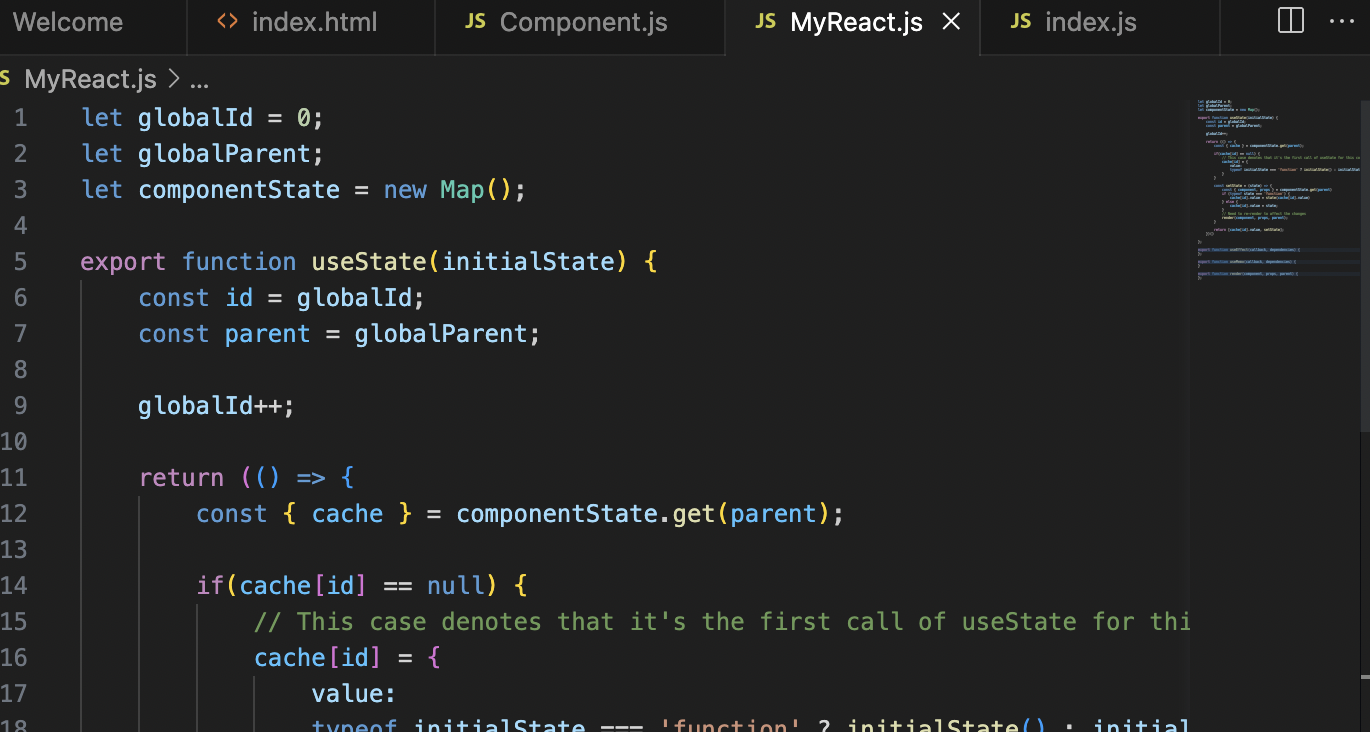 Welcome
<> index.html
JS Component.js
JS MyReact.js
JS index.js
S MyReact.js > ...
1 let globalId = 0;
2 let globalParent;
3 let componentState = new Map();
4
5 export function useState(initialState) {
6 const id = globalId;
7 const parent = globalParent;
8
9 globalId++;
10
11 return (() => {
12 const { cache } = componentState.get(parent);
13
14 if(cache[id] == null) {
15 // This case denotes that it's the first call of useState for thi
16 cache[id] = {
17 value:
18 typeof initialState === 'function' ? initialState() : initial